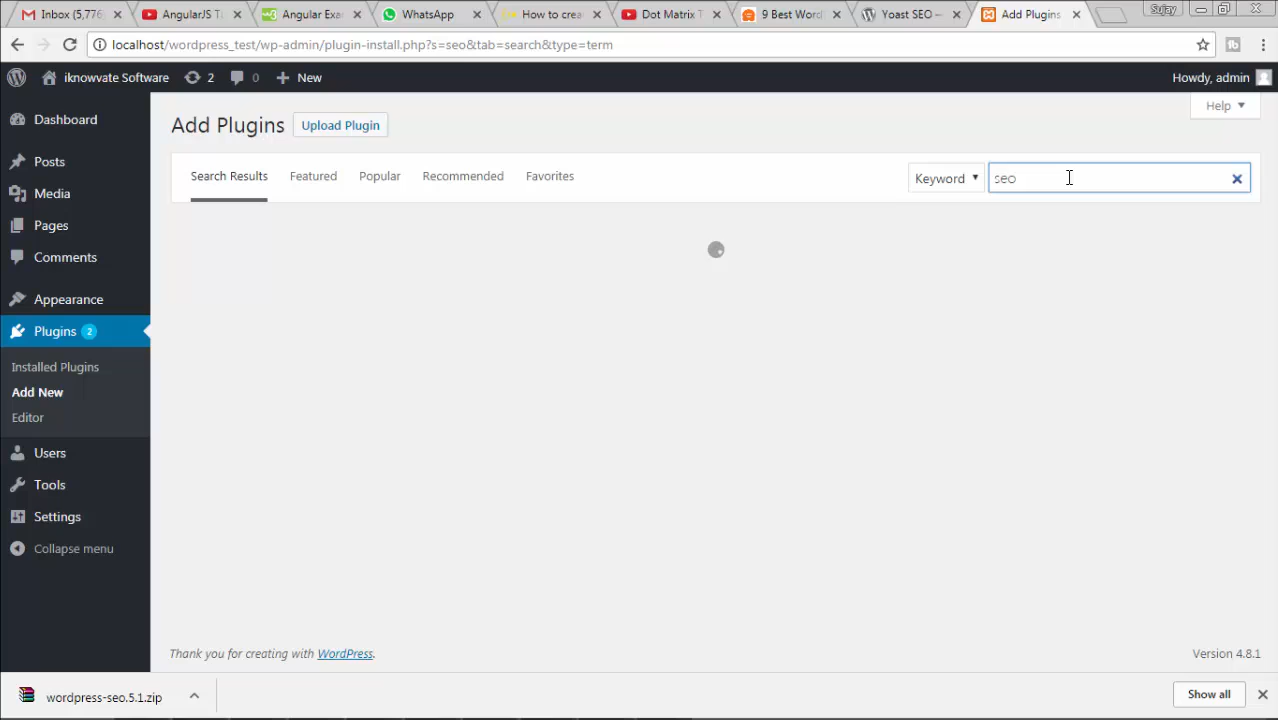 Inbox (5,776
AngularJS Tu
Angular Exa
WhatsApp
How to crea
Dot Matrix T
9 Best Word
Yoast SEO –
Add Plugins
Sujay
localhost/wordpress_test/wp-admin/plugin-install.php?s=seo&tab=search&type=term
iknowvate Software
2
0
New
Howdy, admin
Dashboard
Posts
Media
Pages
Comments
Appearance
Plugins 2
Installed Plugins
Add New
Editor
Users
Tools
Settings
Collapse menu
Help
Add Plugins
Upload Plugin
Search Results
Featured
Popular
Recommended
Favorites
Keyword
seo
Thank you for creating with WordPress.
Version 4.8.1
wordpress-seo.5.1.zip
Show all